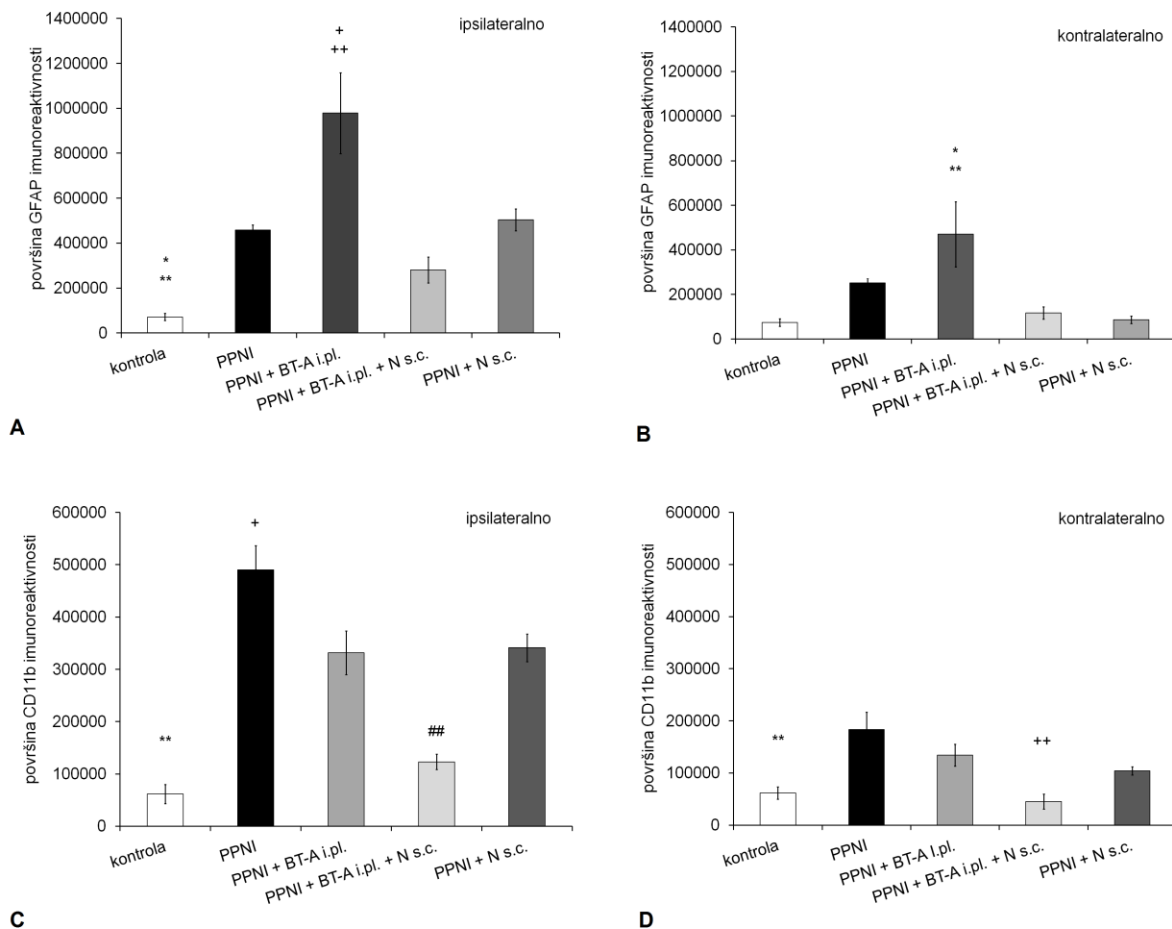 površina GFAP imunoreaktivnosti
1400000
1200000
1000000
800000
600000
400000
200000
0
ipsilateralno
*
**
+
++
kontrola
PPNI
PPNI + BT-A i.pl.
PPNI + BT-A i.pl. + N s.c.
PPNI + N s.c.
A
površina GFAP imunoreaktivnosti
1400000
1200000
1000000
800000
600000
400000
200000
0
kontralateralno
*
**
kontrola
PPNI
PPNI + BT-A i.pl.
PPNI + BT-A i.pl. + N s.c.
PPNI + N s.c.
B
površina CD11b imunoreaktivnosti
600000
500000
400000
300000
200000
100000
0
ipsilateralno
**
+
##
kontrola
PPNI
PPNI + BT-A i.pl.
PPNI + BT-A i.pl. + N s.c.
PPNI + N s.c.
C
površina CD11b imunoreaktivnosti
600000
500000
400000
300000
200000
100000
0
kontralateralno
**
++
kontrola
PPNI
PPNI + BT-A I.pl.
PPNI + BT-A i.pl. + N s.c.
PPNI + N s.c.
D